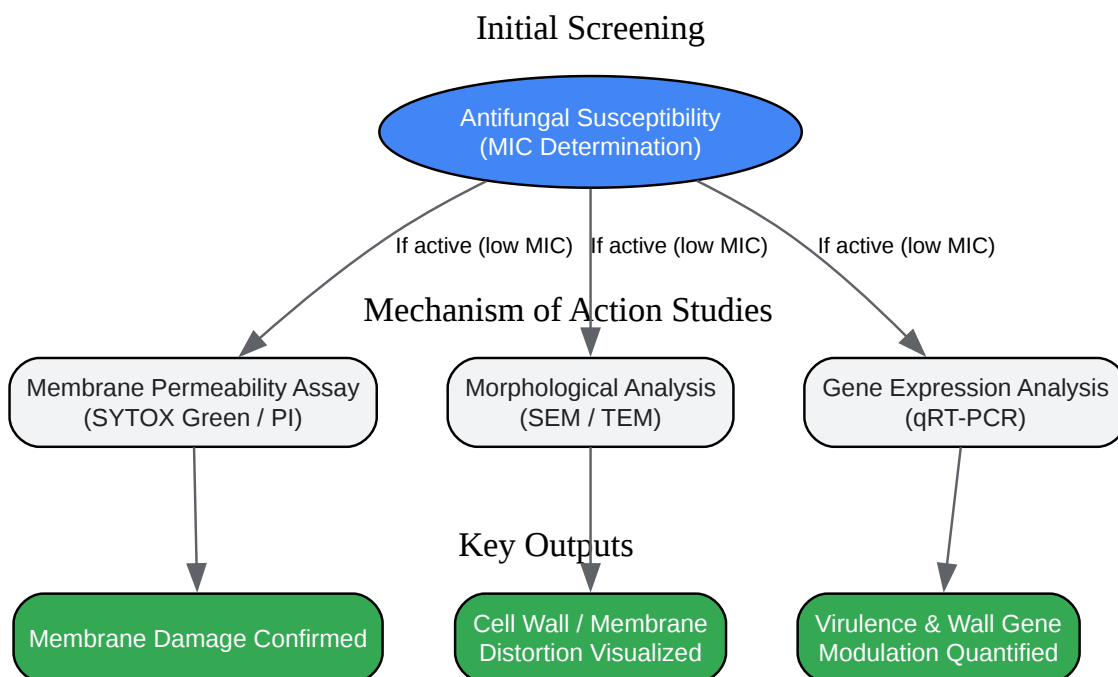 Initial Screening
Antifungal Susceptibility
(MIC Determination)
If active (low MIC)
If active (low MIC)
If active (low MIC)
Mechanism of Action Studies
Membrane Permeability Assay
(SYTOX Green / PI)
Morphological Analysis
(SEM / TEM)
Gene Expression Analysis
(qRT-PCR)
Key Outputs
Membrane Damage Confirmed
Cell Wall / Membrane
Distortion Visualized
Virulence & Wall Gene
Modulation Quantified